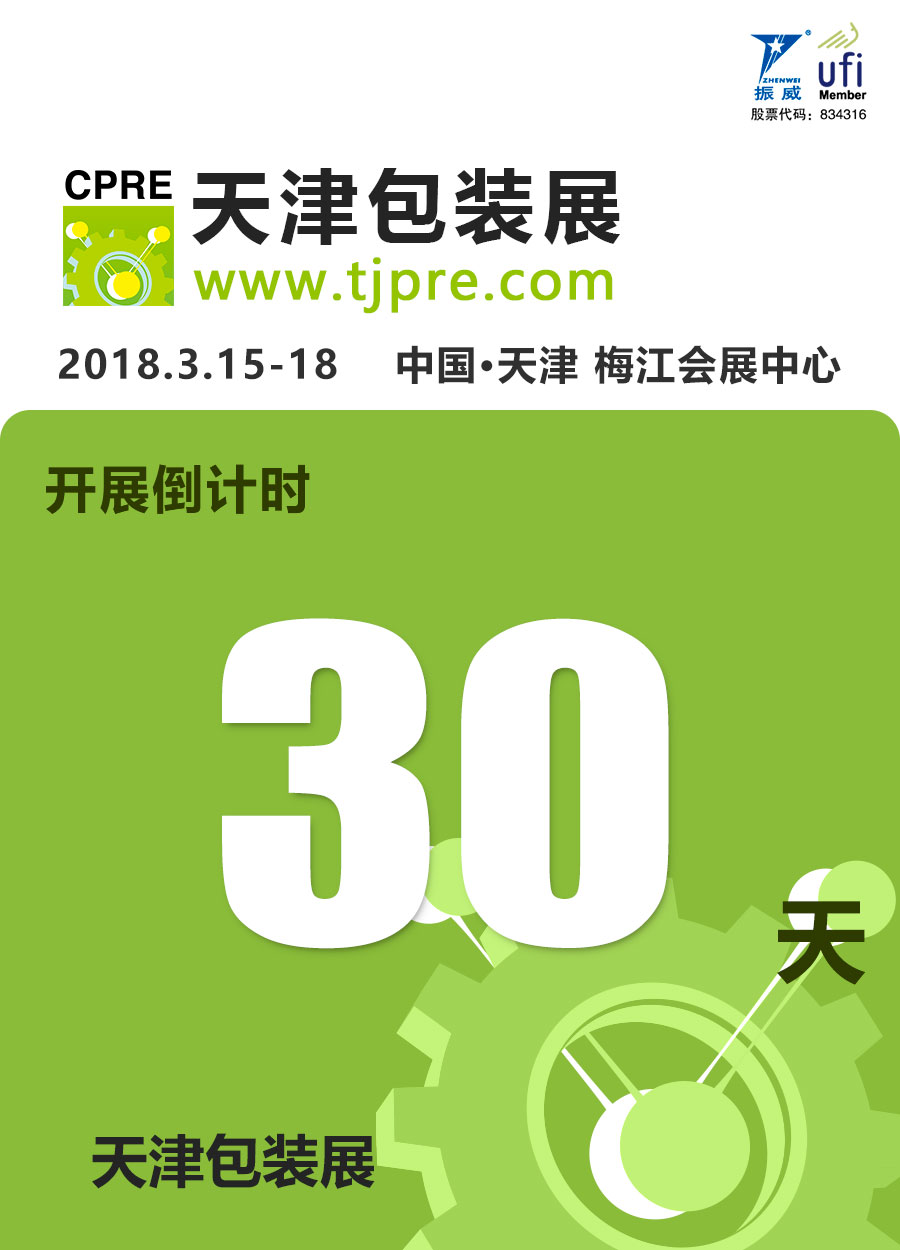 ZHENWEI
振威
ufi
Member
股票代码：834316
CPRE
天津包装展
www.tjpre.com
2018.3.15-18 中国·天津 梅江会展中心
开展倒计时
30
天
天津包装展